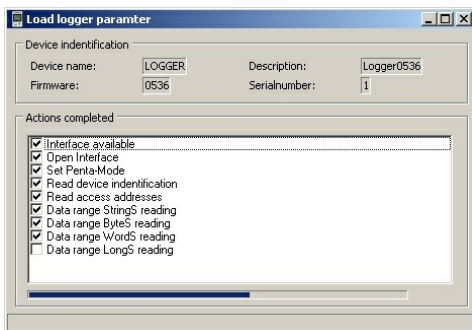 Load logger paramter
Device indentification
Device name: LOGGER Description: Logger0536
Firmware: 0536 Serialnumber: 1
Actions completed
Interface available
Open Interface
Set Penta-Mode
Read device indentification
Read access addresses
Data range StringS reading
Data range ByteS reading
Data range WordS reading
Data range LongS reading